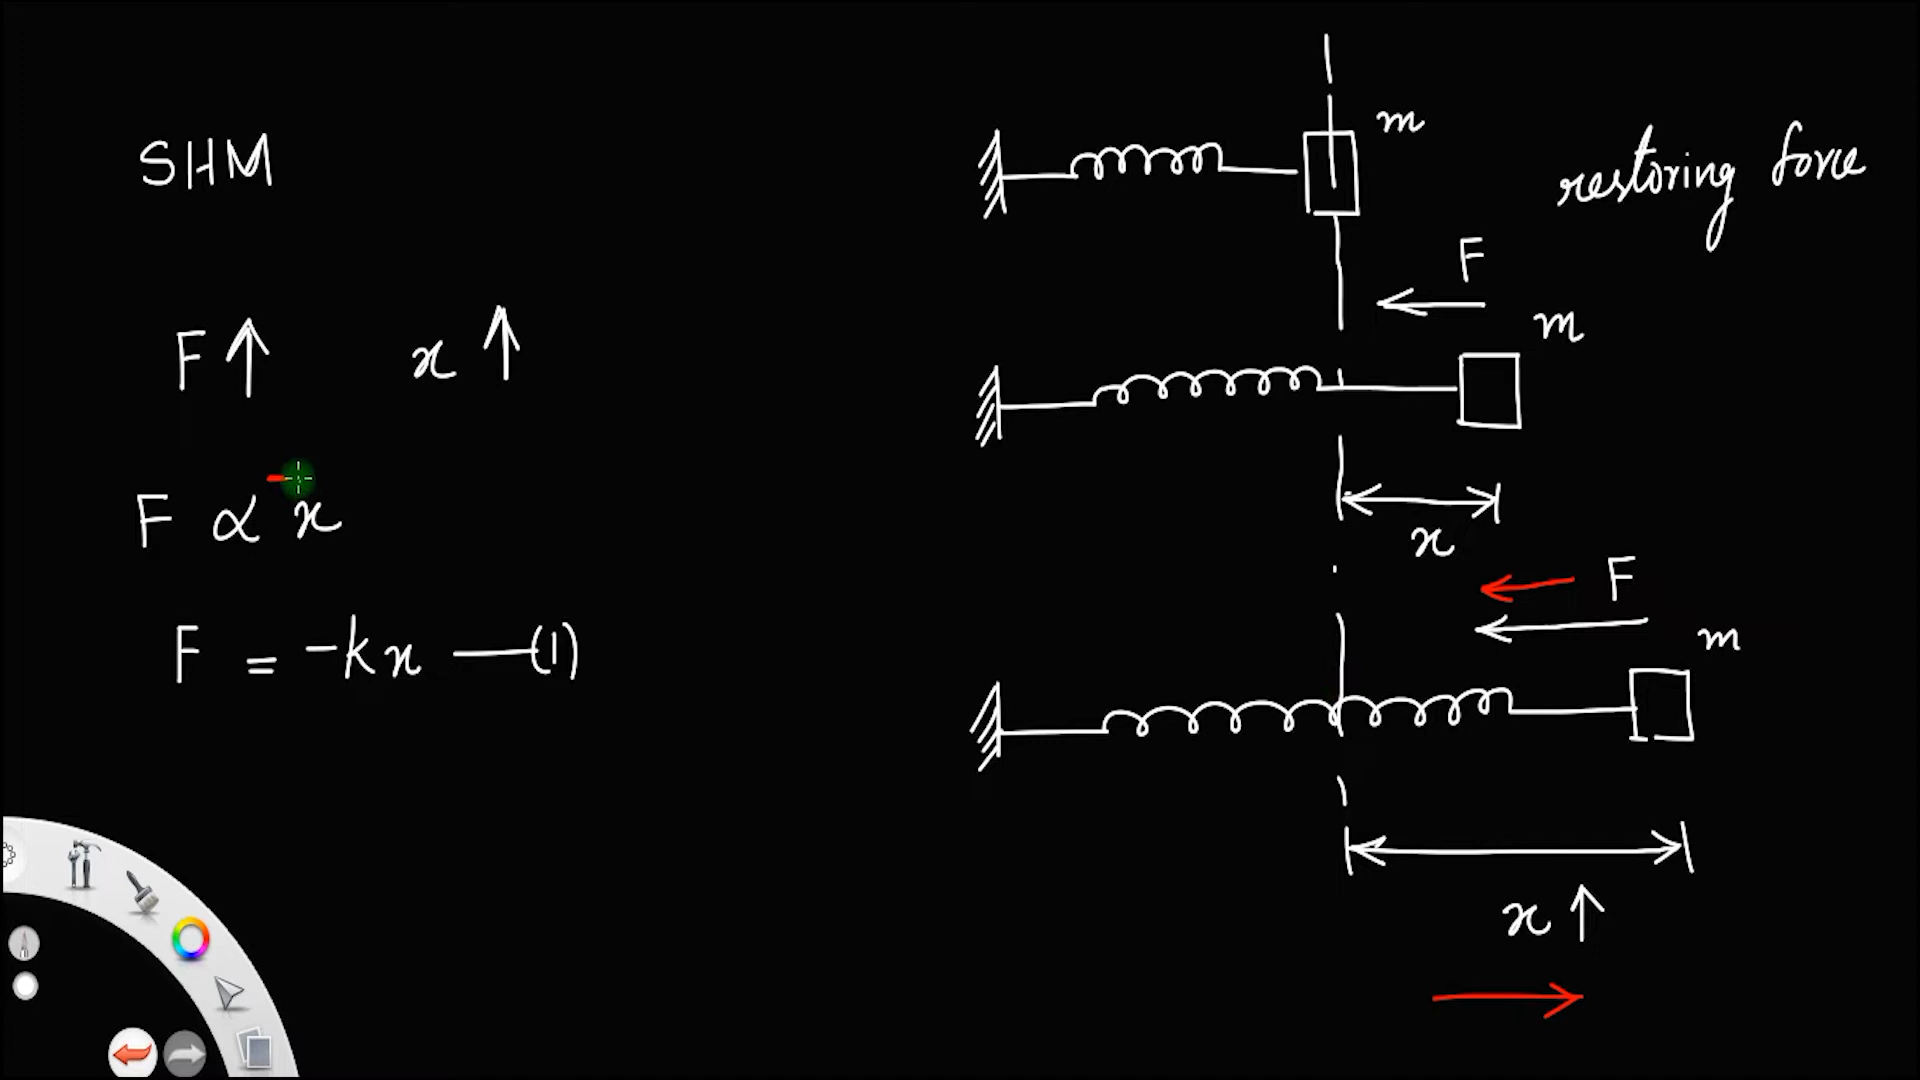 SHM
F↑ x↑
F ∝ x
F = -kx —(1)
m
restoring force
F
m
x
F
m
x↑